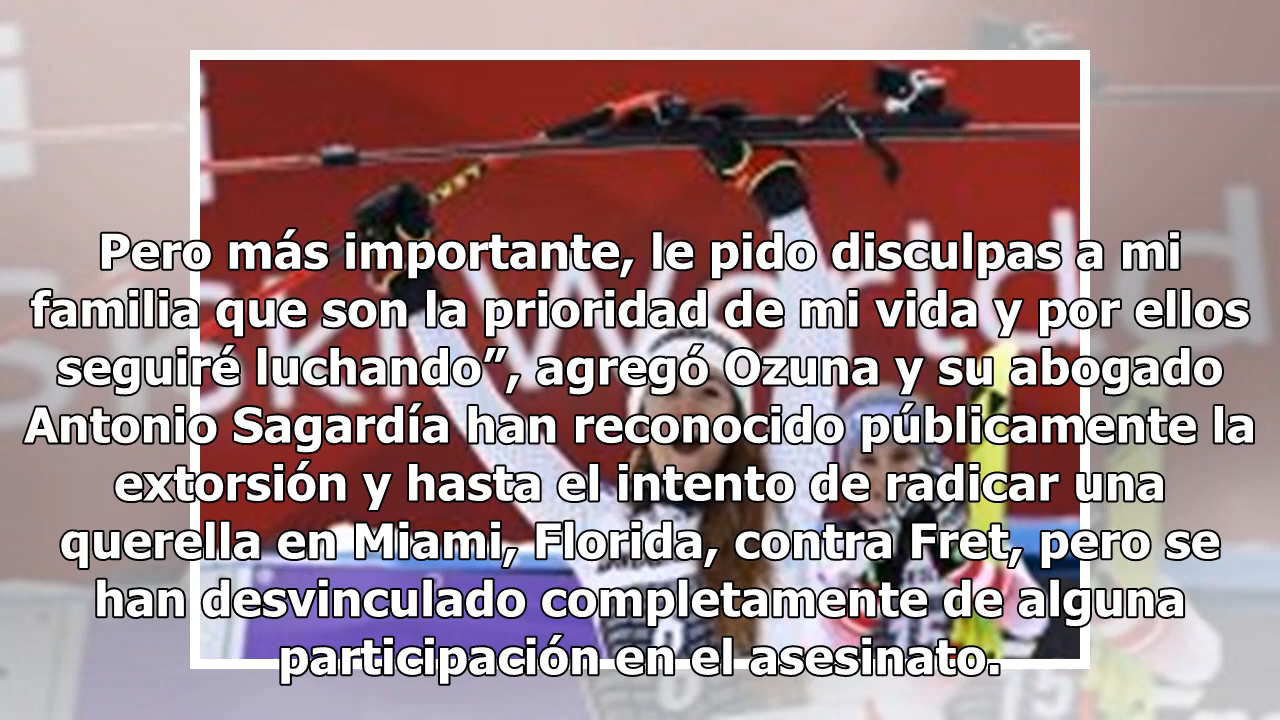 Pero más importante, le pido disculpas a mi
familia que son la prioridad de mi vida y por ellos
seguiré luchando”, agregó Ozuna y su abogado
Antonio Sagardía han reconocido públicamente la
extorsión y hasta el intento de radicar una
querella en Miami, Florida, contra Fret, pero se
han desvinculado completamente de alguna
participación en el asesinato.